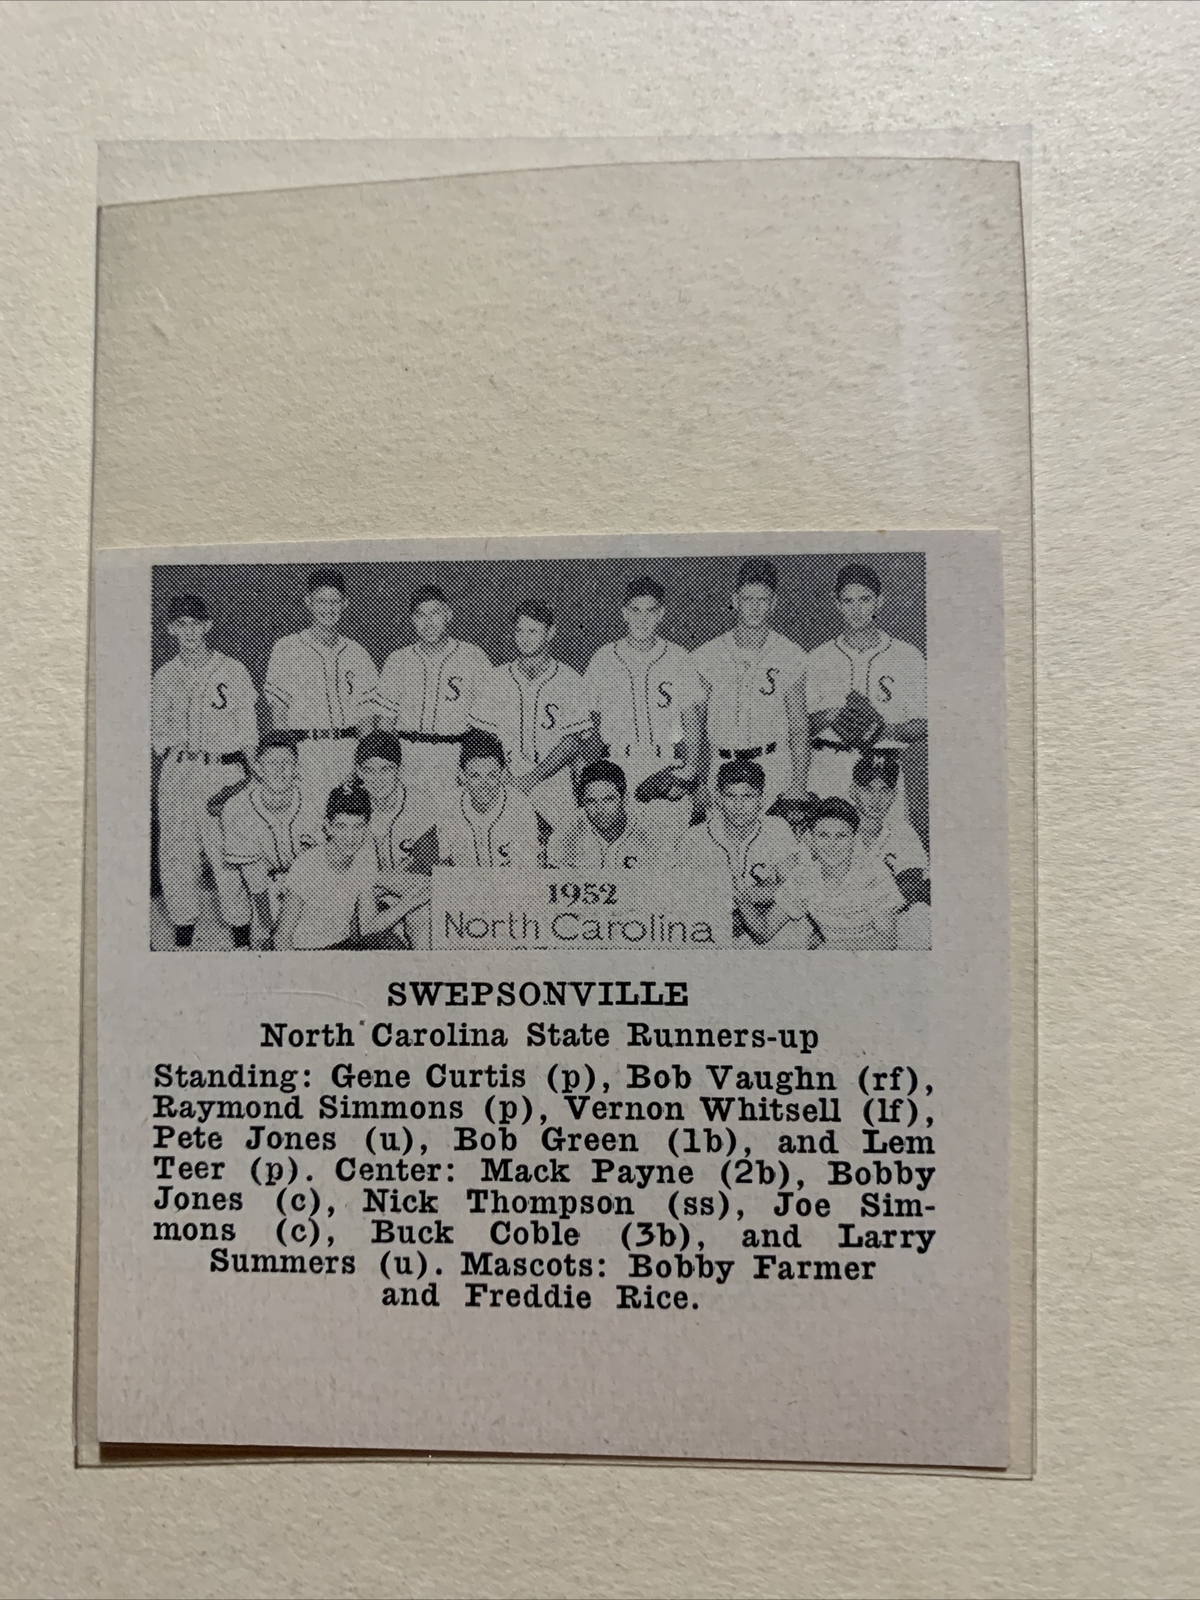 S S S S S S S
S S S S S
1952
North Carolina
SWEPSONVILLE
North Carolina State Runners-up
Standing: Gene Curtis (p), Bob Vaughn (rf),
Raymond Simmons (p), Vernon Whitsell (lf),
Pete Jones (u), Bob Green (1b), and Lem
Teer (p). Center: Mack Payne (2b), Bobby
Jones (c), Nick Thompson (ss), Joe Sim-
mons (c), Buck Coble (3b), and Larry
Summers (u). Mascots: Bobby Farmer
and Freddie Rice.